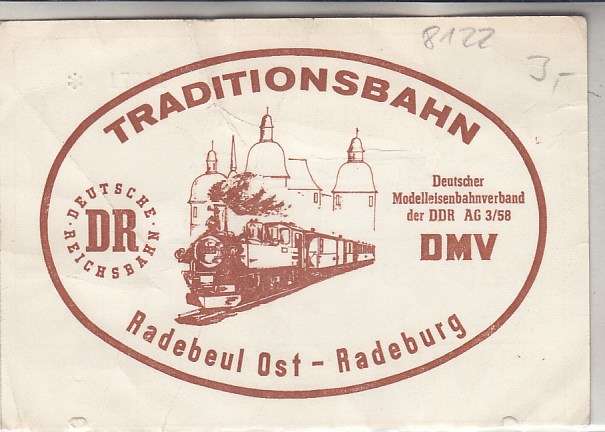 8122
3,-
TRADITIONSBAHN
DEUTSCHE
REICHSBAHN
DR
Deutscher
Modelleisenbahnverband
der DDR AG 3/58
DMV
Radebeul Ost - Radeburg